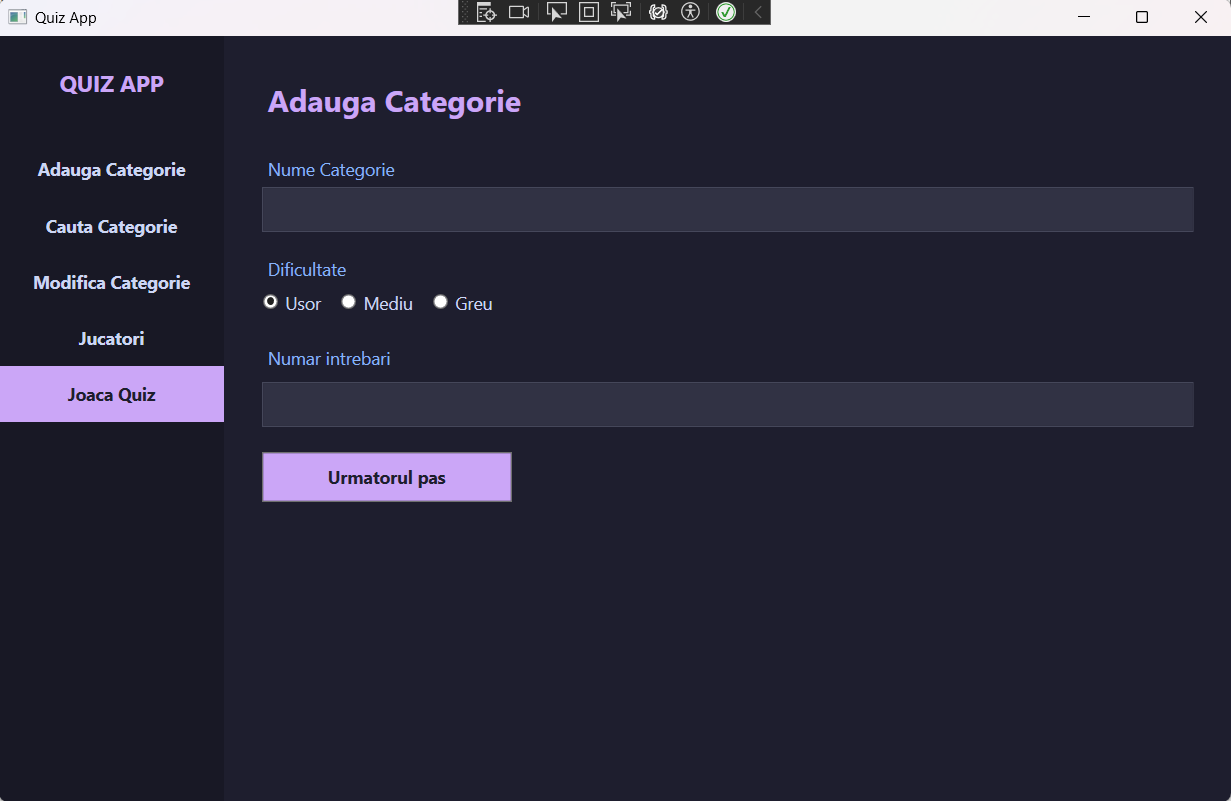 Quiz App
QUIZ APP
Adauga Categorie
Cauta Categorie
Modifica Categorie
Jucatori
Joaca Quiz
Adauga Categorie
Nume Categorie
Dificultate
Usor Mediu Greu
Numar intrebari
Urmatorul pas